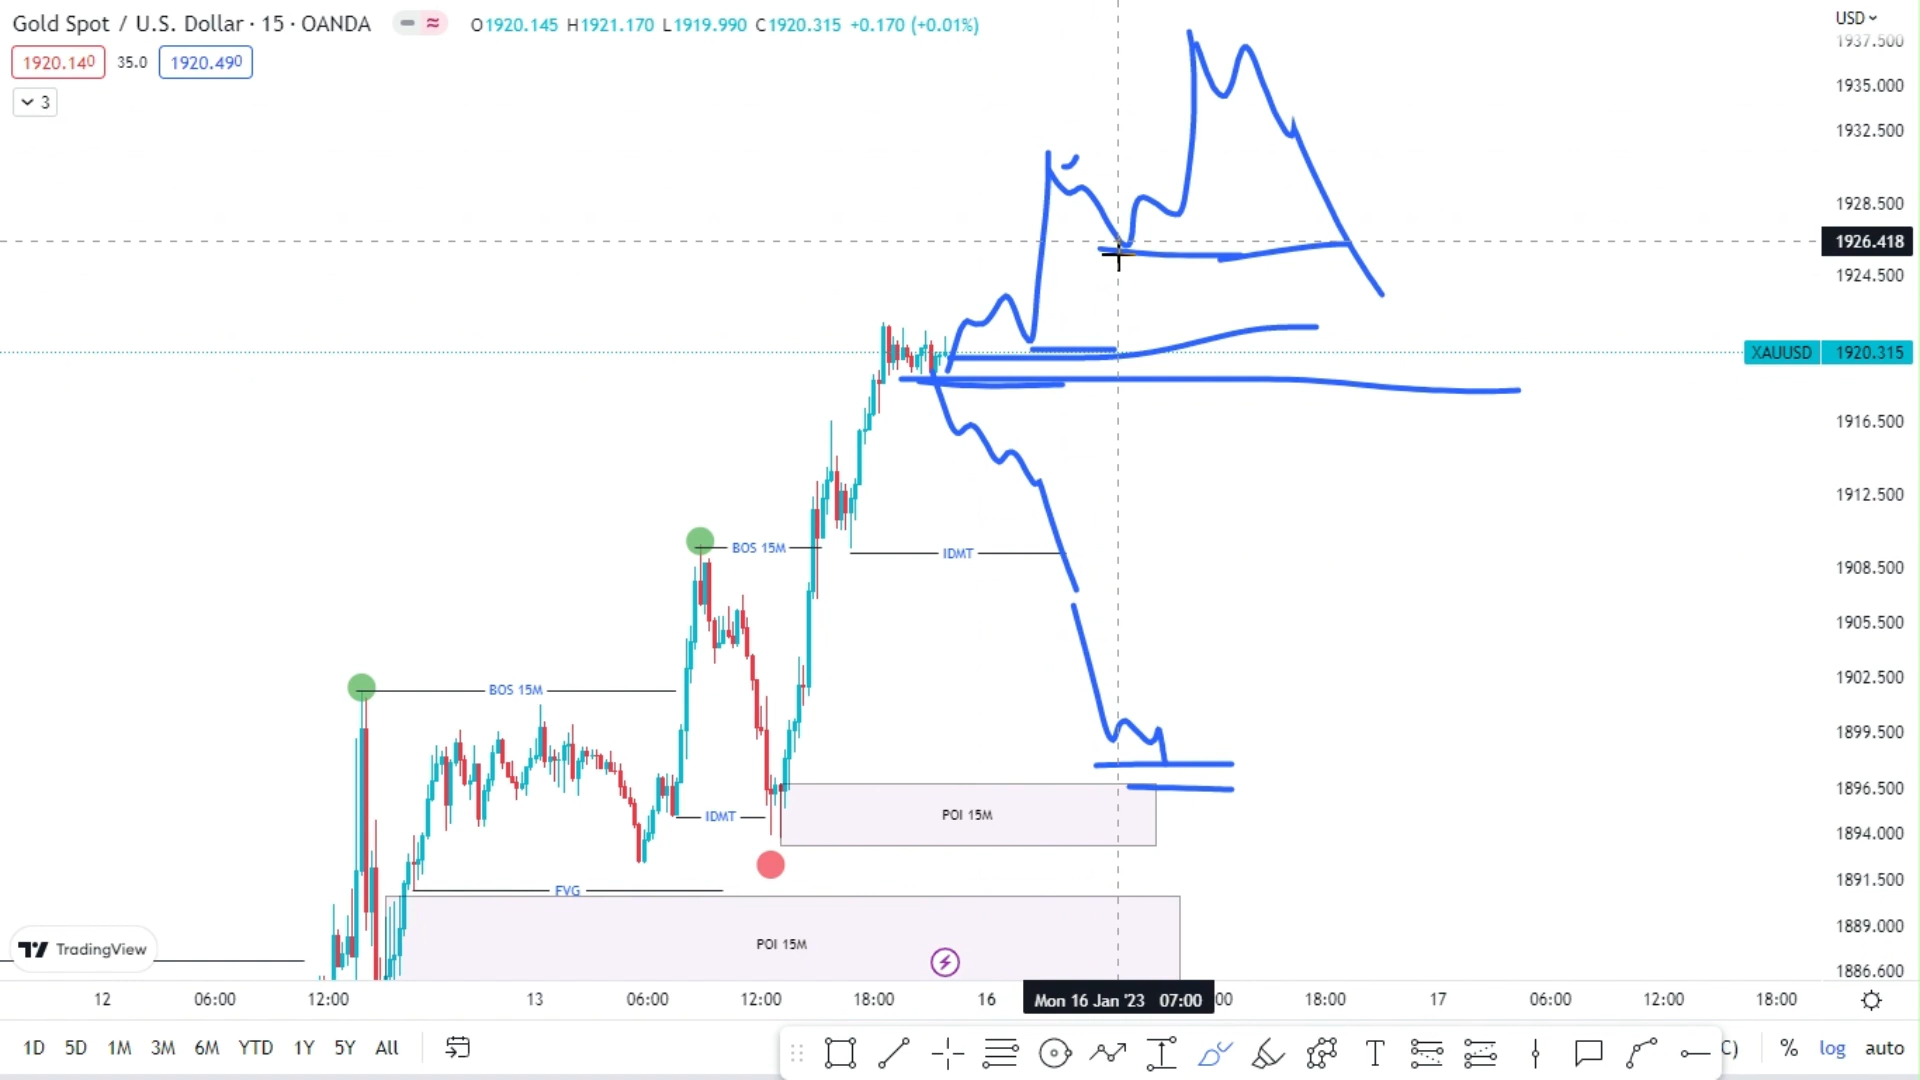 Gold Spot / U.S. Dollar · 15 · OANDA
O1920.145 H1921.170 L1919.990 C1920.315 +0.170 (+0.01%)
USD
1937.500
1920.140 35.0 1920.490
3
1935.000
1932.500
1928.500
1926.418
1924.500
XAUUSD 1920.315
1916.500
1912.500
BOS 15M
IDMT
1908.500
1905.500
1902.500
BOS 15M
1899.500
1896.500
IDMT
POI 15M
1894.000
1891.500
FVG
1889.000
POI 15M
TradingView
1886.600
12 06:00 12:00 13 06:00 12:00 18:00 16 Mon 16 Jan '23 07:00 :00 18:00 17 06:00 12:00 18:00
1D 5D 1M 3M 6M YTD 1Y 5Y All
T
C) % log auto